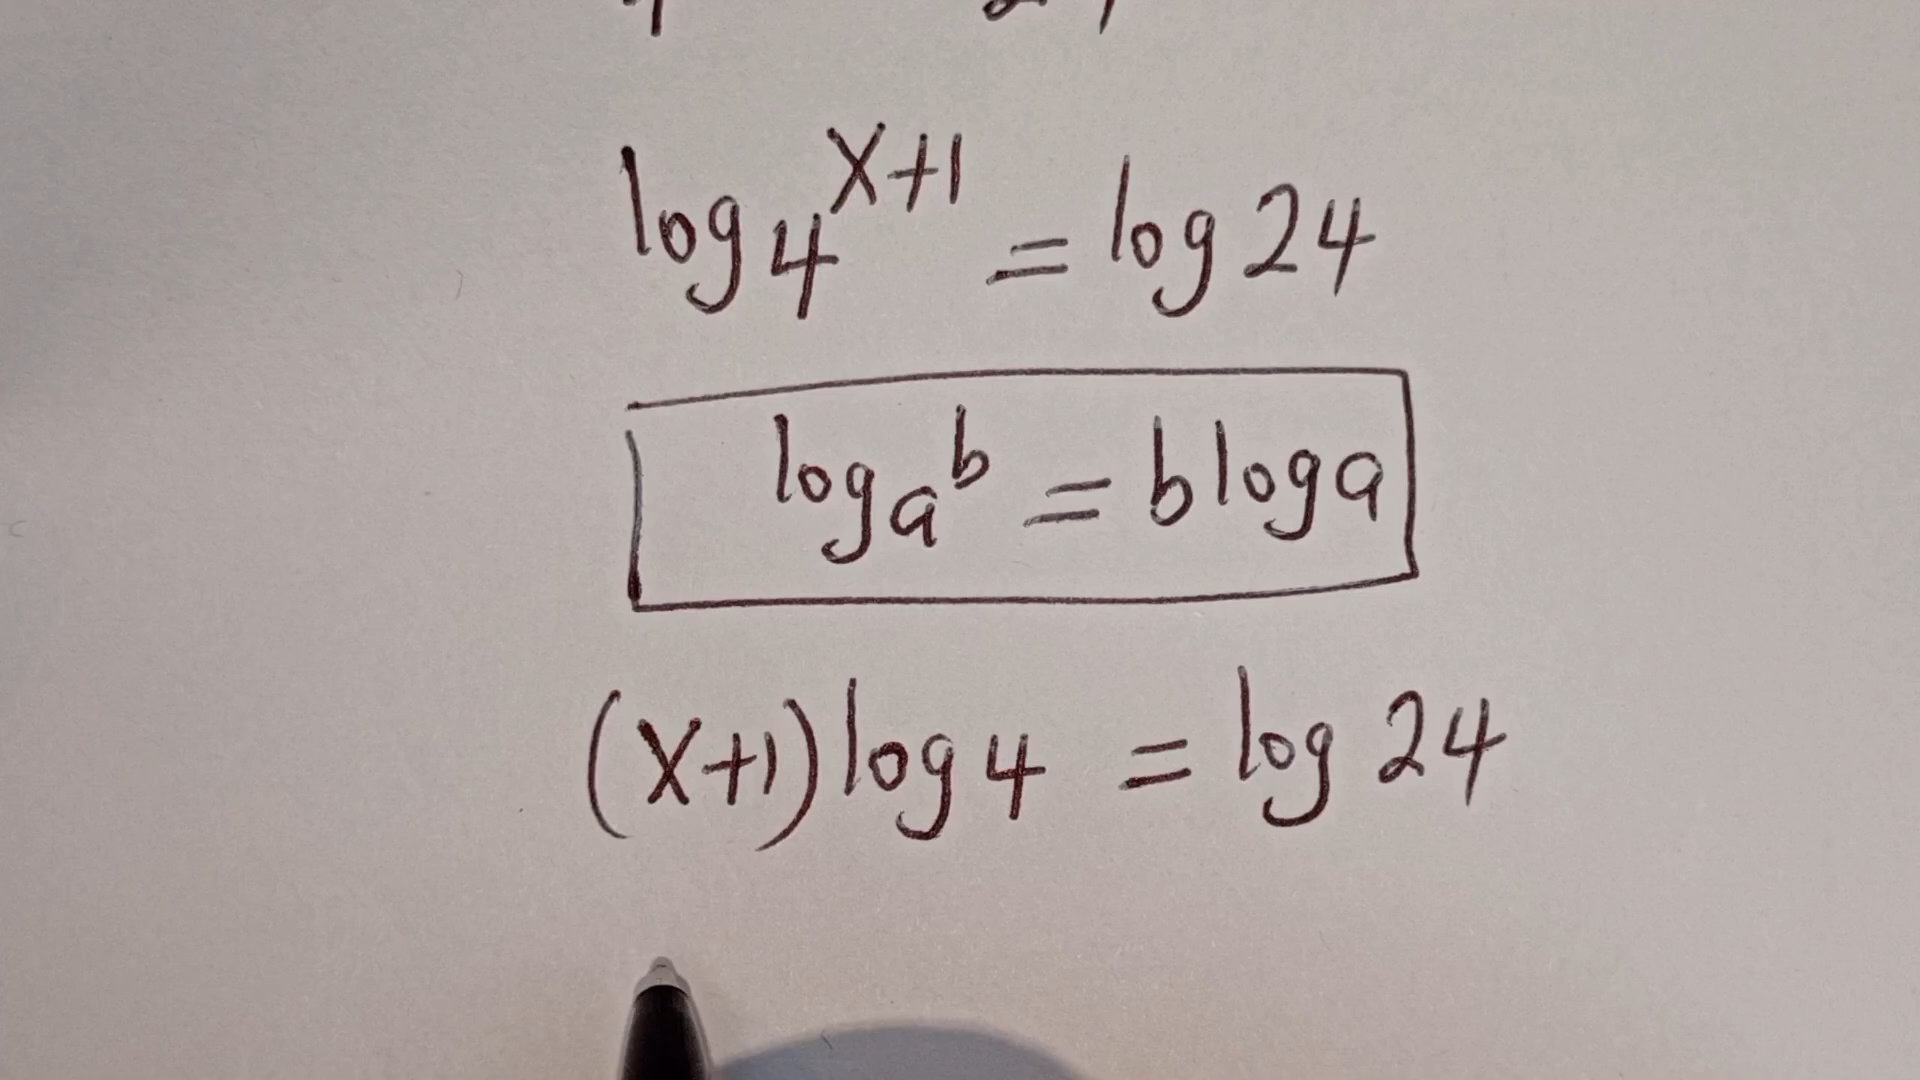 log 4^{x+1} = log 24
log a^b = b log a
(x+1) log 4 = log 24